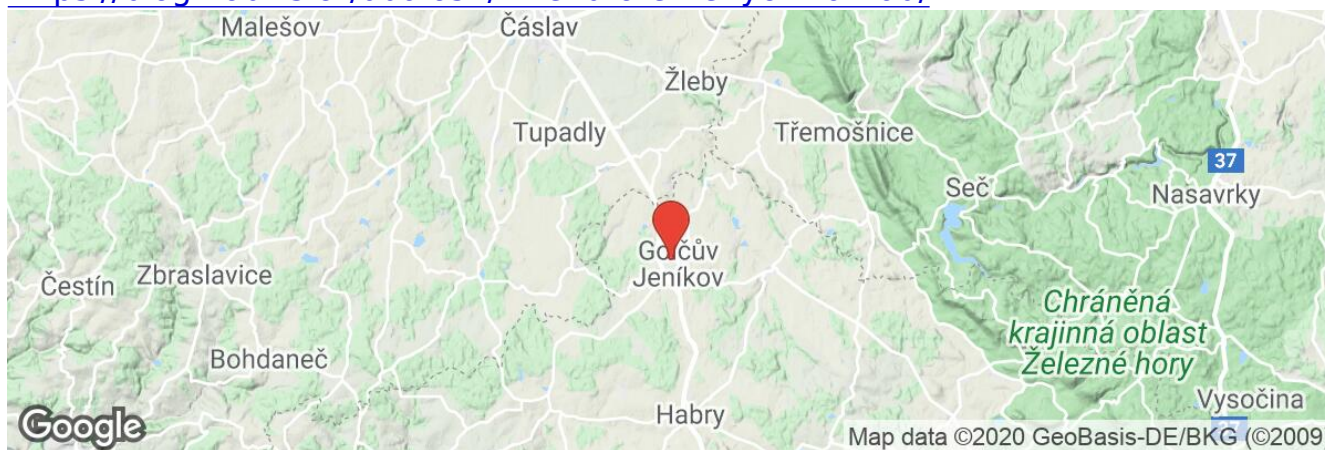 Malešov
Čáslav
Žleby
Tupadly
Třemošnice
37
Seč
Nasavrky
Golčův
Jeníkov
Čestín
Zbraslavice
Chráněná
krajinná oblast
Železné hory
Bohdaneč
Vysočina
Habry
Google
Map data ©2020 GeoBasis-DE/BKG (©2009